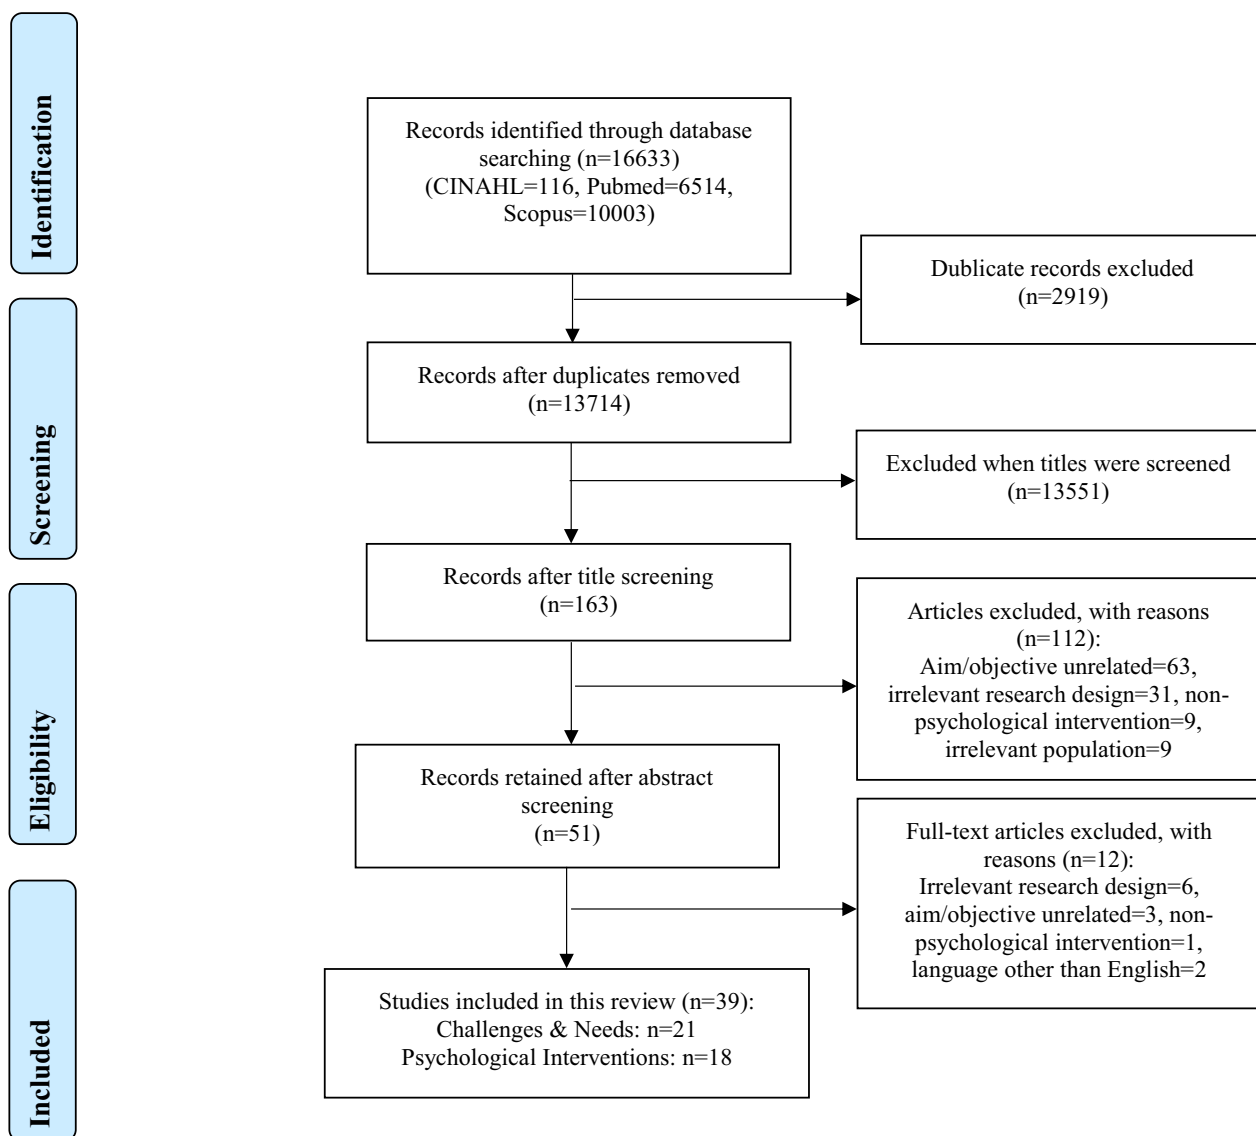 Identification
Records identified through database
searching (n=16633)
(CINAHL=116, Pubmed=6514,
Scopus=10003)
Dublicate records excluded
(n=2919)
Screening
Records after duplicates removed
(n=13714)
Excluded when titles were screened
(n=13551)
Records after title screening
(n=163)
Eligibility
Articles excluded, with reasons
(n=112):
Aim/objective unrelated=63,
irrelevant research design=31, non-
psychological intervention=9,
irrelevant population=9
Records retained after abstract
screening
(n=51)
Full-text articles excluded, with
reasons (n=12):
Irrelevant research design=6,
aim/objective unrelated=3, non-
psychological intervention=1,
language other than English=2
Included
Studies included in this review (n=39):
Challenges & Needs: n=21
Psychological Interventions: n=18